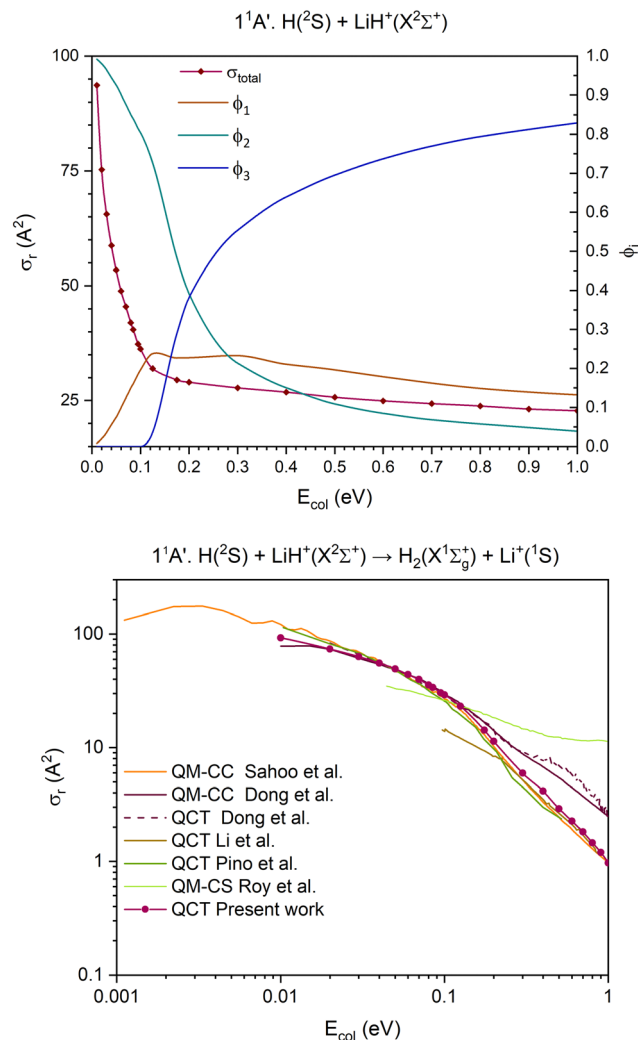 1¹A'. H(²S) + LiH⁺(X²Σ⁺)
σ_total
ϕ₁
ϕ₂
ϕ₃
100
75
50
25
σᵣ (A²)
1.0
0.9
0.8
0.7
0.6
0.5
0.4
0.3
0.2
0.1
0.0
ϕᵢ
0.0 0.1 0.2 0.3 0.4 0.5 0.6 0.7 0.8 0.9 1.0
E_col (eV)
1¹A'. H(²S) + LiH⁺(X²Σ⁺) → H₂(X¹Σg⁺) + Li⁺(¹S)
100
10
1
0.1
σᵣ (A²)
QM-CC Sahoo et al.
QM-CC Dong et al.
QCT Dong et al.
QCT Li et al.
QCT Pino et al.
QM-CS Roy et al.
QCT Present work
0.001 0.01 0.1 1
E_col (eV)